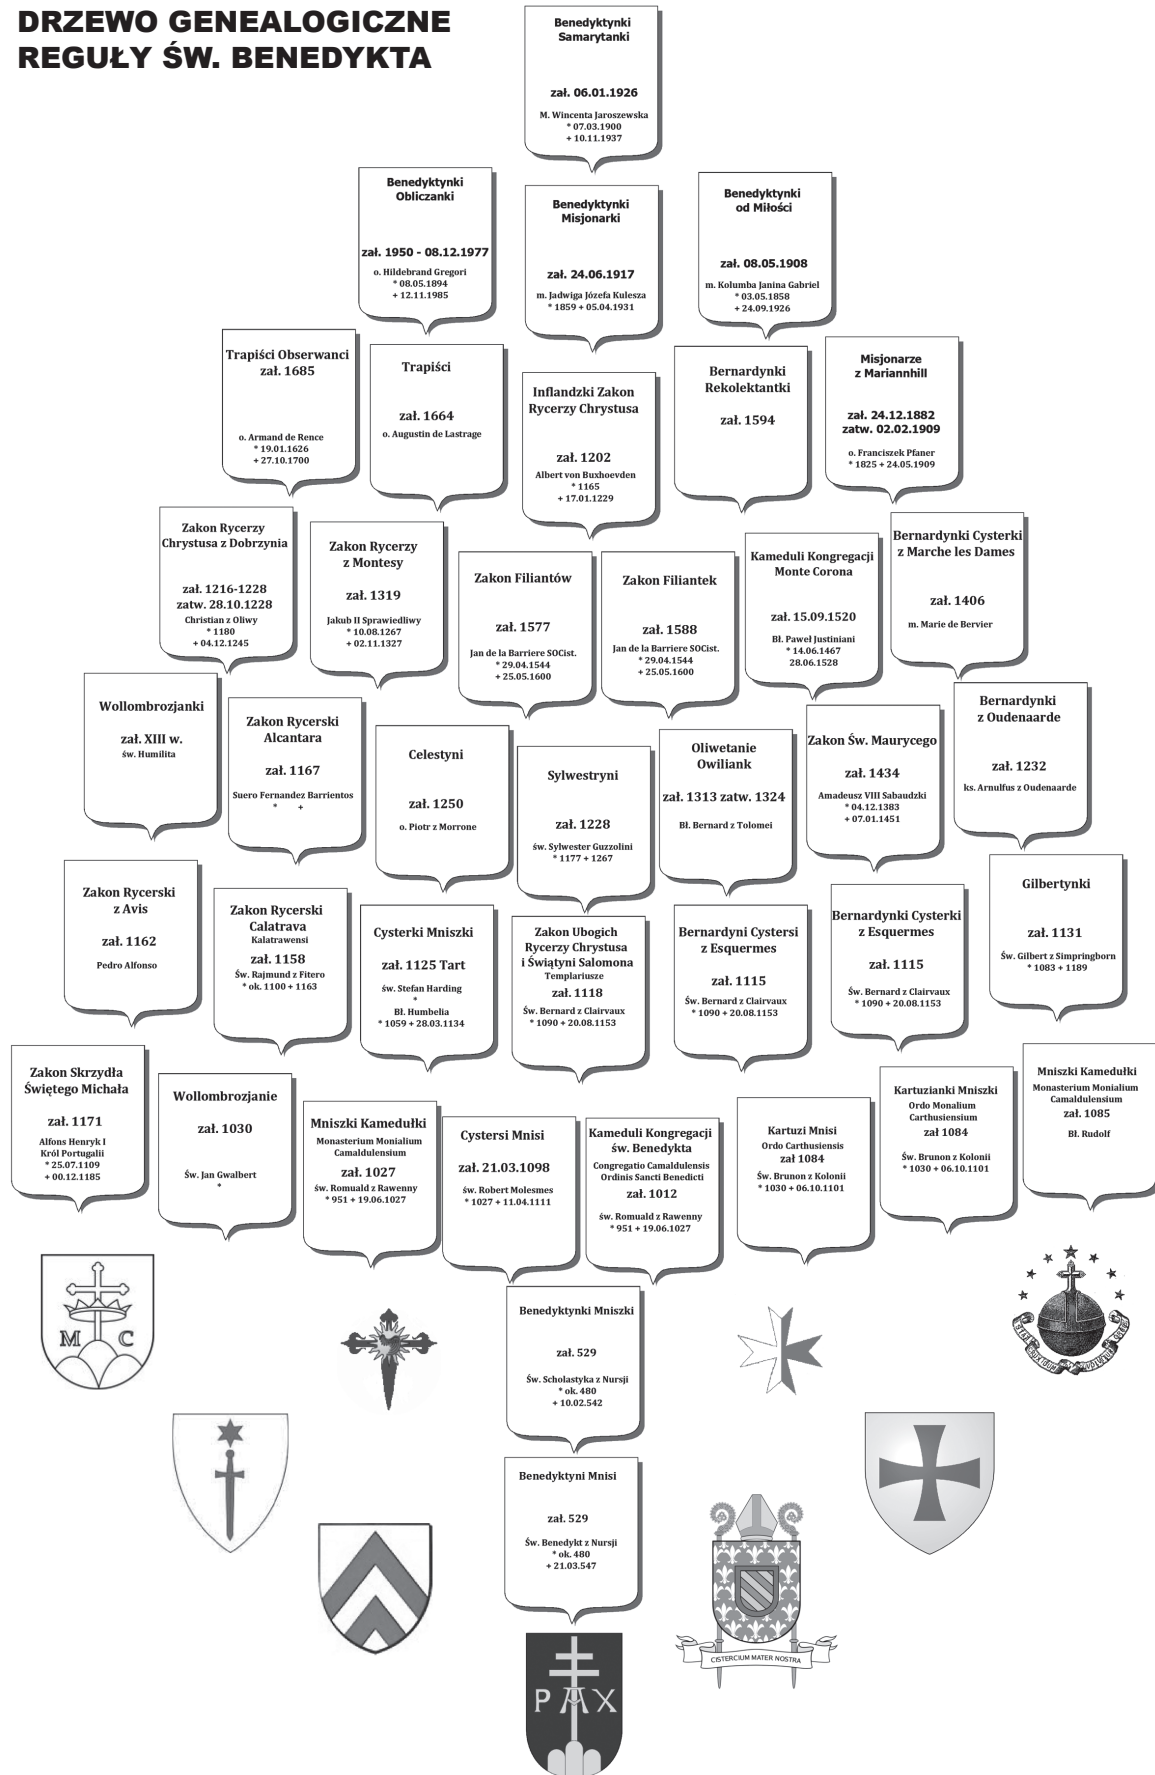 DRZEWO GENEALOGICZNE
REGUŁY ŚW. BENEDYKTA
Benedyktynki
Samarytanki
zał. 06.01.1926
M. Wincenta Jaroszewska
* 07.03.1900
+ 10.11.1937
Benedyktynki
Obliczanki
zał. 1950 - 08.12.1977
o. Hildebrand Gregori
* 08.05.1894
+ 12.11.1985
Benedyktynki
Misjonarki
zał. 24.06.1917
m. Jadwiga Józefa Kulesza
* 1859 + 05.04.1931
Benedyktynki
od Miłości
zał. 08.05.1908
m. Kolumba Janina Gabriel
* 03.05.1858
+ 24.09.1926
Trapiści Obserwanci
zał. 1685
o. Armand de Rence
* 19.01.1626
+ 27.10.1700
Trapiści
zał. 1664
o. Augustin de Lastrage
Inflandzki Zakon
Rycerzy Chrystusa
zał. 1202
Albert von Buxhoevden
* 1165
+ 17.01.1229
Bernardynki
Rekolektantki
zał. 1594
Misjonarze
z Mariannhill
zał. 24.12.1882
zatw. 02.02.1909
o. Franciszek Pfaner
* 1825 + 24.05.1909
Zakon Rycerzy
Chrystusa z Dobrzynia
zał. 1216-1228
zatw. 28.10.1228
Christian z Oliwy
* 1180
+ 04.12.1245
Zakon Rycerzy
z Montesy
zał. 1319
Jakub II Sprawiedliwy
* 10.08.1267
+ 02.11.1327
Zakon Filiantów
zał. 1577
Jan de la Barriere SOCist.
* 29.04.1544
+ 25.05.1600
Zakon Filiantek
zał. 1588
Jan de la Barriere SOCist.
* 29.04.1544
+ 25.05.1600
Kameduli Kongregacji
Monte Corona
zał. 15.09.1520
Bł. Paweł Justiniani
* 14.06.1467
28.06.1528
Bernardynki Cysterki
z Marche les Dames
zał. 1406
m. Marie de Bervier
Wollombrozjanki
zał. XIII w.
św. Humilita
Zakon Rycerski
Alcantara
zał. 1167
Suero Fernandez Barrientos
* +
Celestyni
zał. 1250
o. Piotr z Morrone
Sylwestryni
zał. 1228
św. Sylwester Guzzolini
* 1177 + 1267
Oliwetanie
Owiliank
zał. 1313 zatw. 1324
Bł. Bernard z Tolomei
Zakon Św. Maurycego
zał. 1434
Amadeusz VIII Sabaudzki
* 04.12.1383
+ 07.01.1451
Bernardynki
z Oudenaarde
zał. 1232
ks. Arnulfus z Oudenaarde
Zakon Rycerski
z Avis
zał. 1162
Pedro Alfonso
Zakon Rycerski
Calatrava
Kalatrawensi
zał. 1158
Św. Rajmund z Fitero
* ok. 1100 + 1163
Cysterki Mniszki
zał. 1125 Tart
św. Stefan Harding
*
Bł. Humbelia
* 1059 + 28.03.1134
Zakon Ubogich
Rycerzy Chrystusa
i Świątyni Salomona
Templariusze
zał. 1118
Św. Bernard z Clairvaux
* 1090 + 20.08.1153
Bernardyni Cystersi
z Esquermes
zał. 1115
Św. Bernard z Clairvaux
* 1090 + 20.08.1153
Bernardynki Cysterki
z Esquermes
zał. 1115
Św. Bernard z Clairvaux
* 1090 + 20.08.1153
Gilbertynki
zał. 1131
Św. Gilbert z Simpringborn
* 1083 + 1189
Zakon Skrzydła
Świętego Michała
zał. 1171
Alfons Henryk I
Król Portugalii
* 25.07.1109
+ 00.12.1185
Wollombrozjanie
zał. 1030
Św. Jan Gwalbert
*
Mniszki Kamedułki
Monasterium Monialium
Camaldulensium
zał. 1027
św. Romuald z Rawenny
* 951 + 19.06.1027
Cystersi Mnisi
zał. 21.03.1098
św. Robert Molesmes
* 1027 + 11.04.1111
Kameduli Kongregacji
św. Benedykta
Congregatio Camaldulensis
Ordinis Sancti Benedicti
zał. 1012
św. Romuald z Rawenny
* 951 + 19.06.1027
Kartuzi Mnisi
Ordo Carthusiensis
zał 1084
Św. Brunon z Kolonii
* 1030 + 06.10.1101
Kartuzianki Mniszki
Ordo Monalium
Carthusiensium
zał 1084
Św. Brunon z Kolonii
* 1030 + 06.10.1101
Mniszki Kamedułki
Monasterium Monialium
Camaldulensium
zał. 1085
Bł. Rudolf
M C
Benedyktynki Mniszki
zał. 529
Św. Scholastyka z Nursji
* ok. 480
+ 10.02.542
Benedyktyni Mnisi
zał. 529
Św. Benedykt z Nursji
* ok. 480
+ 21.03.547
CISTERCIUM MATER NOSTRA
PAX